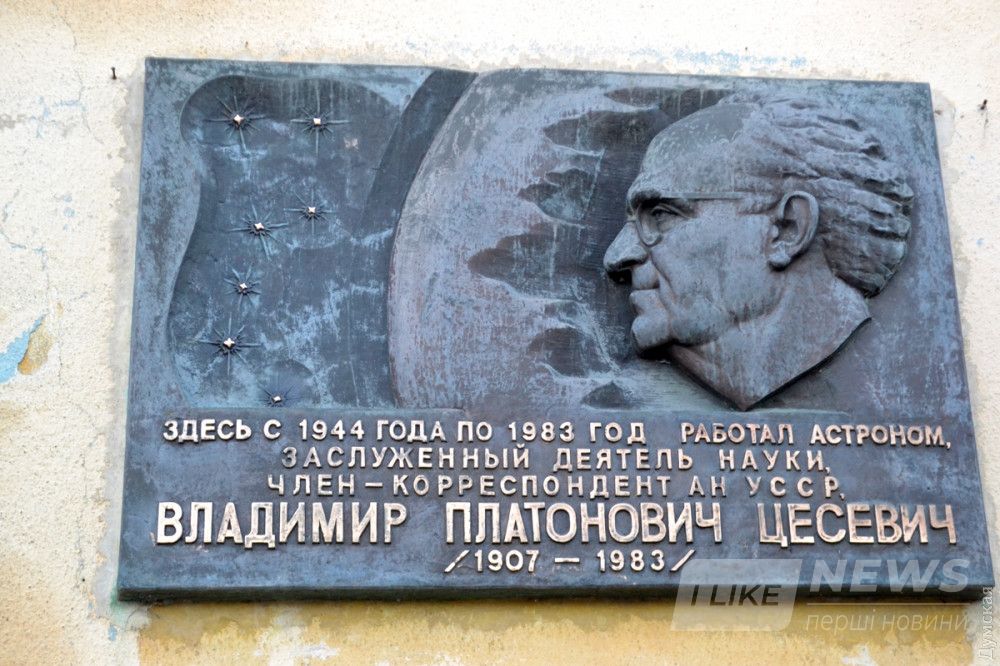 ЗДЕСЬ С 1944 ГОДА ПО 1983 ГОД РАБОТАЛ АСТРОНОМ,
ЗАСЛУЖЕННЫЙ ДЕЯТЕЛЬ НАУКИ,
ЧЛЕН-КОРРЕСПОНДЕНТ АН УССР,
ВЛАДИМИР ПЛАТОНОВИЧ ЦЕСЕВИЧ
/1907 — 1983/
I LIKE NEWS
перші новини
Думская